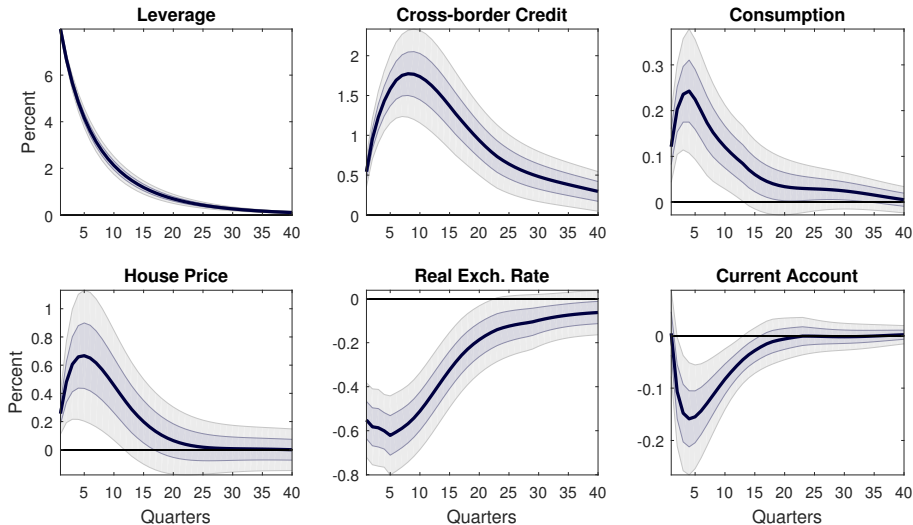 Leverage
Cross-border Credit
Consumption
Percent
6
4
2
0
5 10 15 20 25 30 35 40
2
1.5
1
0.5
0
5 10 15 20 25 30 35 40
0.3
0.2
0.1
0
5 10 15 20 25 30 35 40
House Price
Real Exch. Rate
Current Account
Percent
1
0.8
0.6
0.4
0.2
0
5 10 15 20 25 30 35 40
Quarters
0
-0.2
-0.4
-0.6
-0.8
5 10 15 20 25 30 35 40
Quarters
0
-0.1
-0.2
5 10 15 20 25 30 35 40
Quarters